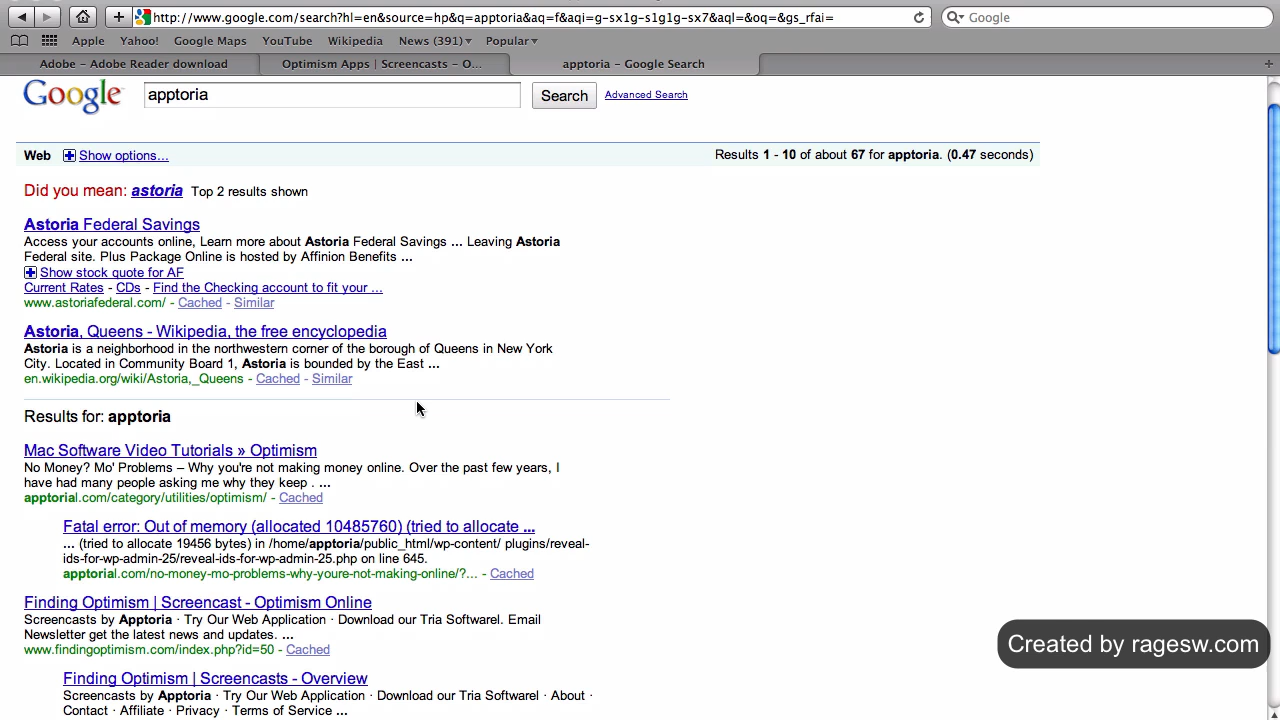 http://www.google.com/search?hl=en&source=hp&q=apptoria&aq=f&aqi=g-sx1g-s1g1g-sx7&aql=&oq=&gs_rfai=
Google
Apple Yahoo! Google Maps YouTube Wikipedia News (391) Popular
Adobe – Adobe Reader download
Optimism Apps | Screencasts – O...
apptoria – Google Search
Google
apptoria
Search
Advanced Search
Web Show options...
Results 1 - 10 of about 67 for apptoria. (0.47 seconds)
Did you mean: astoria Top 2 results shown
Astoria Federal Savings
Access your accounts online, Learn more about Astoria Federal Savings ... Leaving Astoria
Federal site. Plus Package Online is hosted by Affinion Benefits ...
Show stock quote for AF
Current Rates - CDs - Find the Checking account to fit your ...
www.astoriafederal.com/ - Cached - Similar
Astoria, Queens - Wikipedia, the free encyclopedia
Astoria is a neighborhood in the northwestern corner of the borough of Queens in New York
City. Located in Community Board 1, Astoria is bounded by the East ...
en.wikipedia.org/wiki/Astoria,_Queens - Cached - Similar
Results for: apptoria
Mac Software Video Tutorials » Optimism
No Money? Mo' Problems – Why you're not making money online. Over the past few years, I
have had many people asking me why they keep . ...
apptorial.com/category/utilities/optimism/ - Cached
Fatal error: Out of memory (allocated 10485760) (tried to allocate ...
... (tried to allocate 19456 bytes) in /home/apptoria/public_html/wp-content/ plugins/reveal-
ids-for-wp-admin-25/reveal-ids-for-wp-admin-25.php on line 645.
apptorial.com/no-money-mo-problems-why-youre-not-making-online/?... - Cached
Finding Optimism | Screencast - Optimism Online
Screencasts by Apptoria · Try Our Web Application · Download our Tria Softwarel. Email
Newsletter get the latest news and updates. ...
www.findingoptimism.com/index.php?id=50 - Cached
Finding Optimism | Screencasts - Overview
Screencasts by Apptoria · Try Our Web Application · Download our Tria Softwarel · About ·
Contact · Affiliate · Privacy · Terms of Service ...
Created by ragesw.com